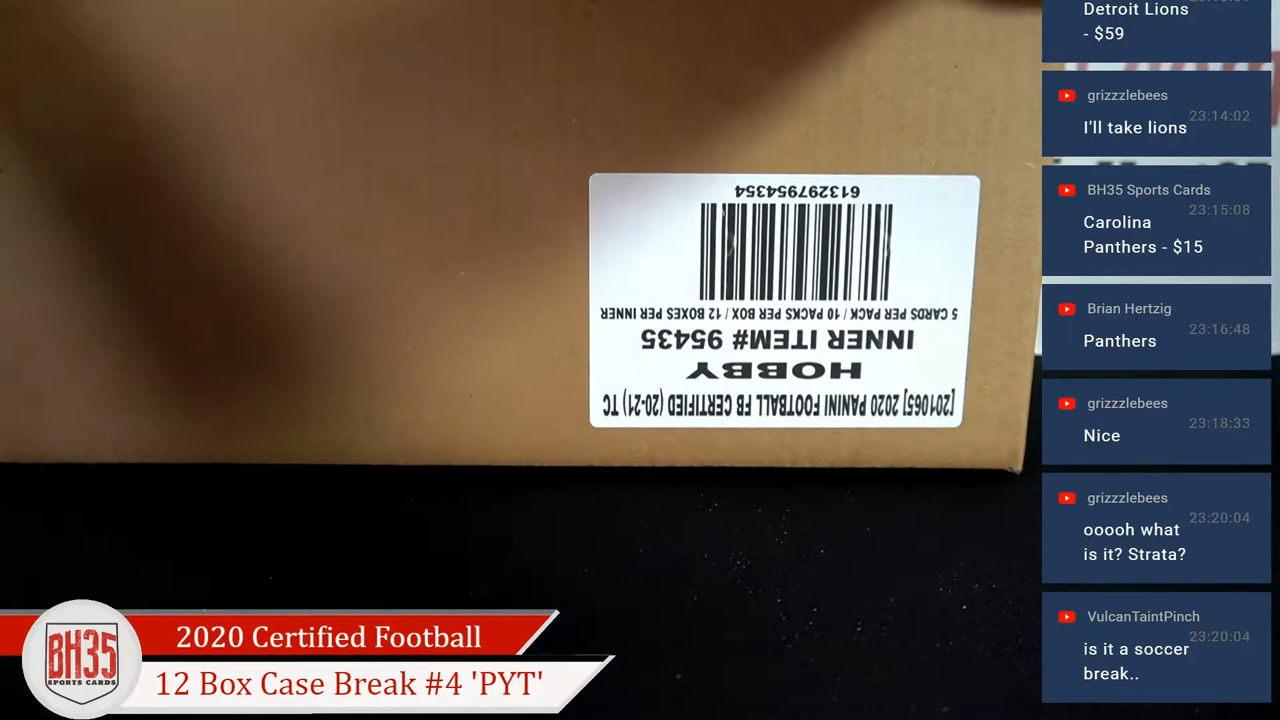 613297954354
5 CARDS PER PACK / 10 PACKS PER BOX / 12 BOXES PER INNER
INNER ITEM# 95435
HOBBY
[201065] 2020 PANINI FOOTBALL FB CERTIFIED (20-21) TC
BH35
SPORTS CARDS
2020 Certified Football
12 Box Case Break #4 'PYT'
Detroit Lions
- $59
grizzzlebees
23:14:02
I'll take lions
BH35 Sports Cards
23:15:08
Carolina
Panthers - $15
Brian Hertzig
23:16:48
Panthers
grizzzlebees
23:18:33
Nice
grizzzlebees
23:20:04
ooooh what
is it? Strata?
VulcanTaintPinch
23:20:04
is it a soccer
break..